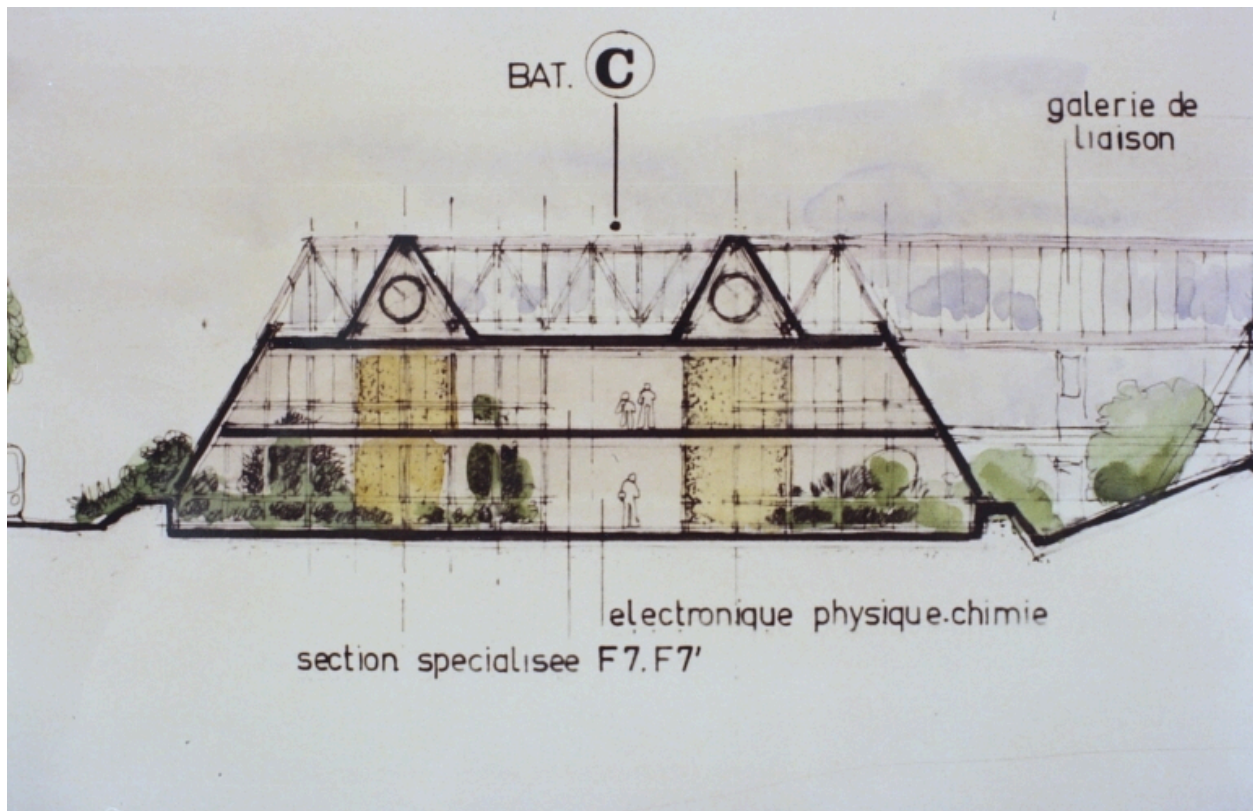 BAT. C
galerie de
liaison
electronique physique.chimie
section specialisee F7.F7'